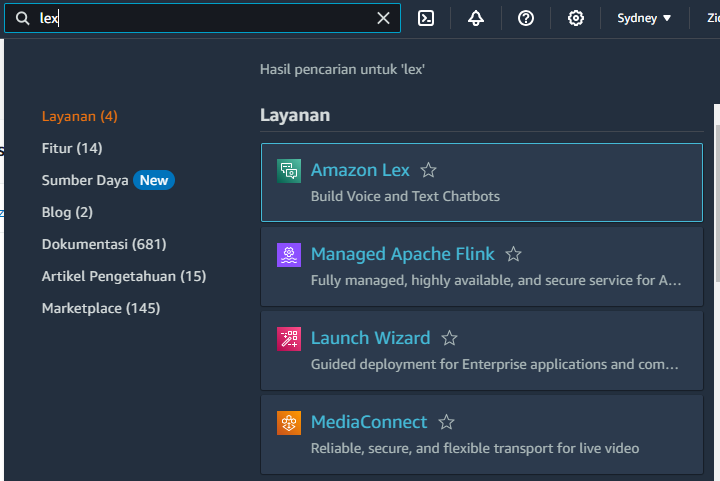 lex
Sydney
Hasil pencarian untuk 'lex'
Layanan (4)
Fitur (14)
Sumber Daya New
Blog (2)
Dokumentasi (681)
Artikel Pengetahuan (15)
Marketplace (145)
Layanan
Amazon Lex
Build Voice and Text Chatbots
Managed Apache Flink
Fully managed, highly available, and secure service for A...
Launch Wizard
Guided deployment for Enterprise applications and com...
MediaConnect
Reliable, secure, and flexible transport for live video